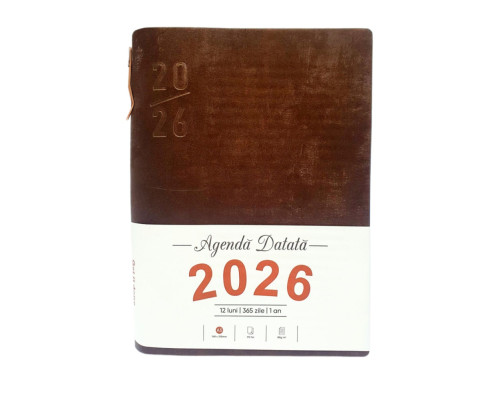 20
26
Agendă Datată
2026
12 luni | 365 zile | 1 an